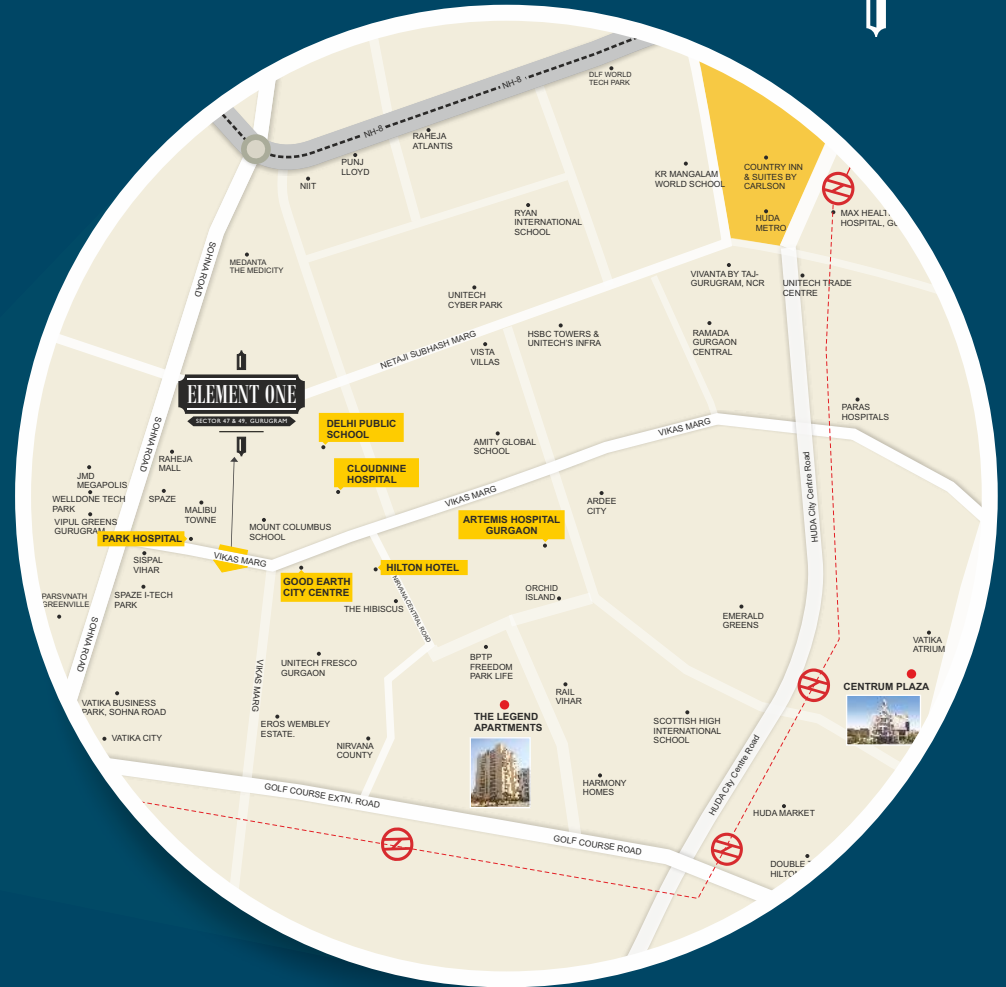 DLF WORLD
TECH PARK
NH-8
NH-8
RAHEJA
ATLANTIS
PUNJ
LLOYD
NIIT
KR MANGALAM
WORLD SCHOOL
COUNTRY INN
& SUITES BY
CARLSON
HUDA
METRO
MAX HEALT
HOSPITAL,
RYAN
INTERNATIONAL
SCHOOL
SOHNA ROAD
MEDANTA
THE MEDICITY
VIVANTA BY TAJ-
GURUGRAM, NCR
UNITECH TRADE
CENTRE
UNITECH
CYBER PARK
HSBC TOWERS &
UNITECH'S INFRA
RAMADA
GURGAON
CENTRAL
NETAJI SUBHASH MARG
VISTA
VILLAS
ELEMENT ONE
SECTOR 47 & 49, GURUGRAM
PARAS
HOSPITALS
DELHI PUBLIC
SCHOOL
VIKAS MARG
SOHNA ROAD
AMITY GLOBAL
SCHOOL
RAHEJA
MALL
CLOUDNINE
HOSPITAL
JMD
MEGAPOLIS
WELLDONE TECH
PARK
SPAZE
VIKAS MARG
ARDEE
CITY
HUDA City Centre Road
MALIBU
TOWNE
VIPUL GREENS
GURUGRAM
MOUNT COLUMBUS
SCHOOL
ARTEMIS HOSPITAL
GURGAON
PARK HOSPITAL
VIKAS MARG
SISPAL
VIHAR
HILTON HOTEL
GOOD EARTH
CITY CENTRE
NIRVANA CENTRAL ROAD
ORCHID
ISLAND
PARSVNATH
GREENVILLE
SPAZE I-TECH
PARK
THE HIBISCUS
EMERALD
GREENS
SOHNA ROAD
VATIKA
ATRIUM
UNITECH FRESCO
GURGAON
BPTP
FREEDOM
PARK LIFE
VIKAS MARG
CENTRUM PLAZA
RAIL
VIHAR
VATIKA BUSINESS
PARK, SOHNA ROAD
THE LEGEND
APARTMENTS
EROS WEMBLEY
ESTATE.
SCOTTISH HIGH
INTERNATIONAL
SCHOOL
VATIKA CITY
NIRVANA
COUNTY
HUDA City Centre Road
HARMONY
HOMES
GOLF COURSE EXTN. ROAD
HUDA MARKET
GOLF COURSE ROAD
DOUBLE